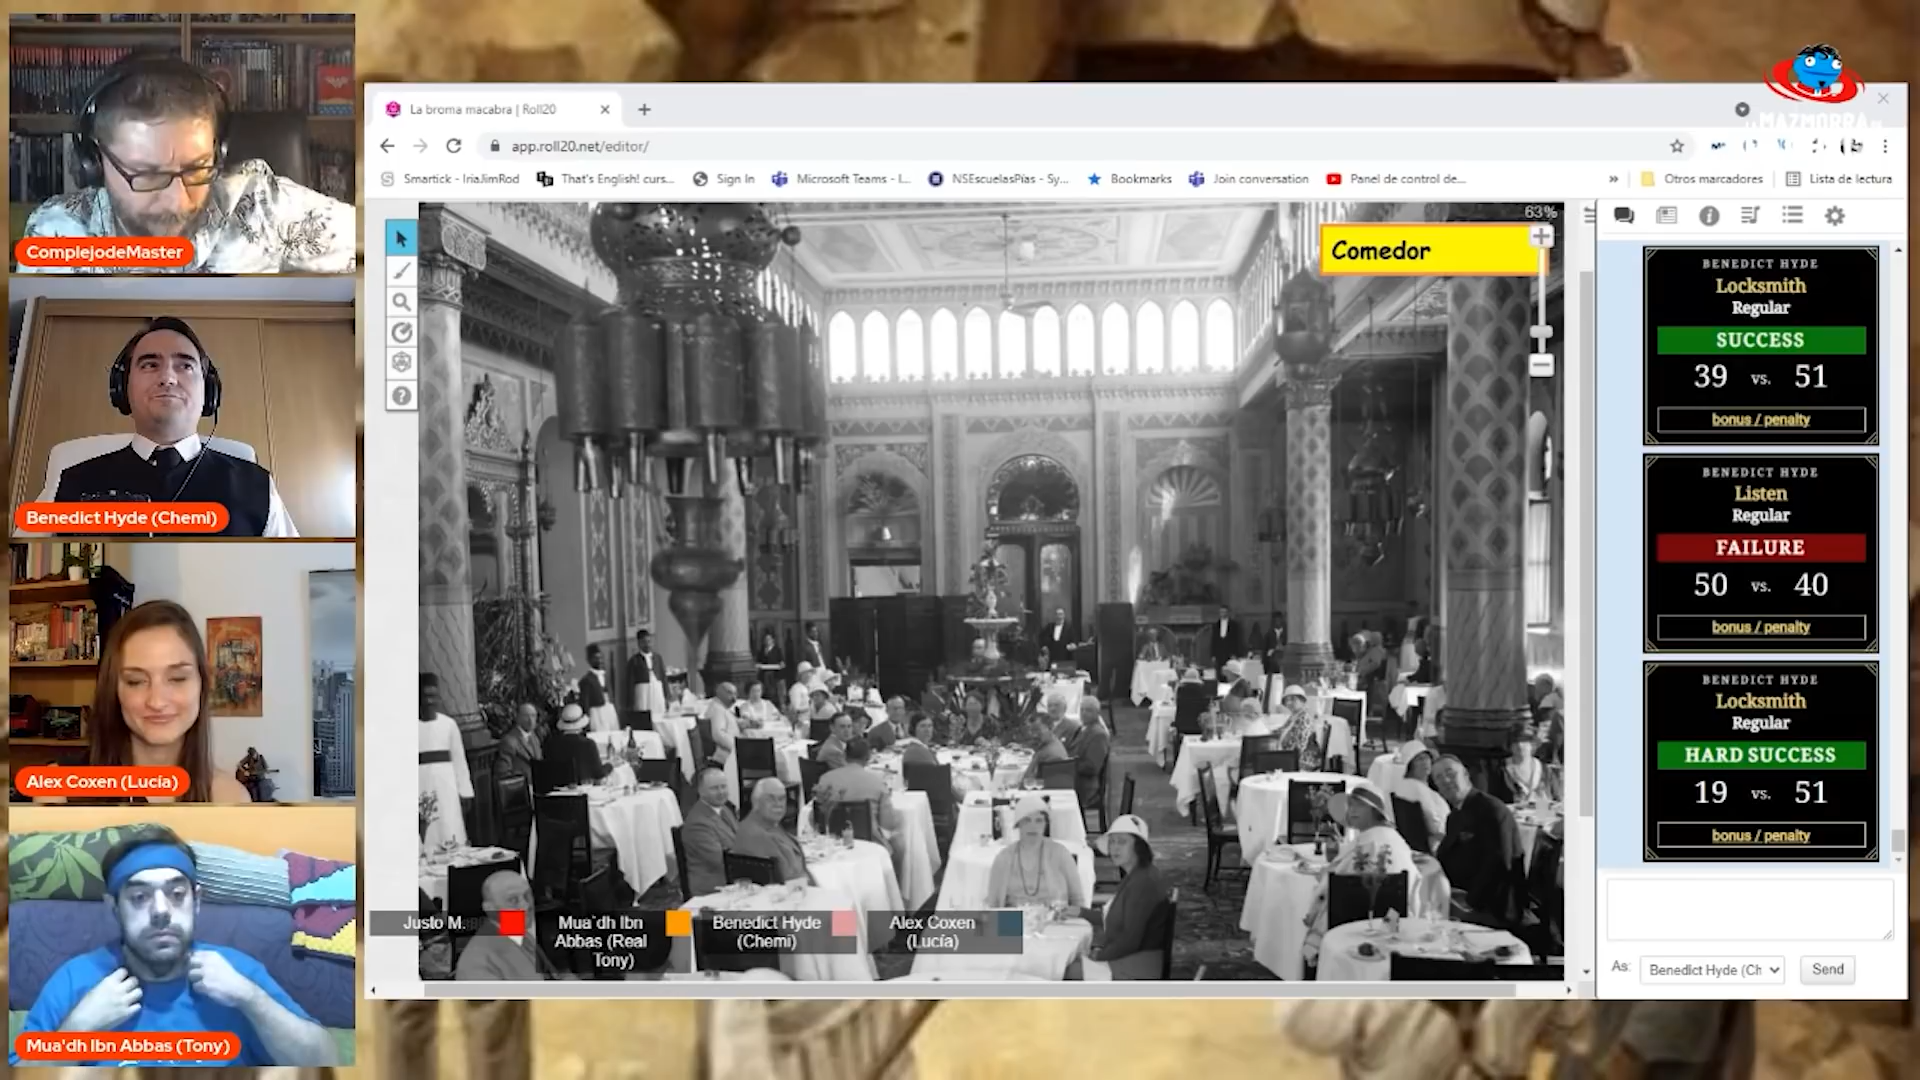 ComplejodeMaster
Benedict Hyde (Chemi)
Alex Coxen (Lucía)
Mua'dh Ibn Abbas (Tony)
La broma macabra | Roll20
app.roll20.net/editor/
Smartick - IriaJimRod
That's English! curs...
Sign In
Microsoft Teams - I...
NSEscuelasPías - Sy...
Bookmarks
Join conversation
Panel de control de...
»
Otros marcadores
Lista de lectura
MAZMORRA
63%
Comedor
Justo M.
Mua`dh Ibn
Abbas (Real
Tony)
Benedict Hyde
(Chemi)
Alex Coxen
(Lucía)
BENEDICT HYDE
Locksmith
Regular
SUCCESS
39 vs. 51
bonus / penalty
BENEDICT HYDE
Listen
Regular
FAILURE
50 vs. 40
bonus / penalty
BENEDICT HYDE
Locksmith
Regular
HARD SUCCESS
19 vs. 51
bonus / penalty
As:
Benedict Hyde (Ch
Send